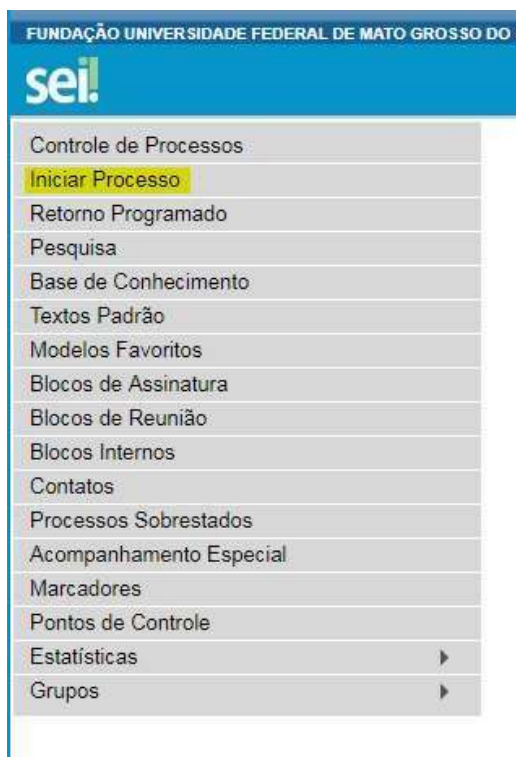 FUNDAÇÃO UNIVERSIDADE FEDERAL DE MATO GROSSO DO
sei!
Controle de Processos
Iniciar Processo
Retorno Programado
Pesquisa
Base de Conhecimento
Textos Padrão
Modelos Favoritos
Blocos de Assinatura
Blocos de Reunião
Blocos Internos
Contatos
Processos Sobrestados
Acompanhamento Especial
Marcadores
Pontos de Controle
Estatísticas
Grupos